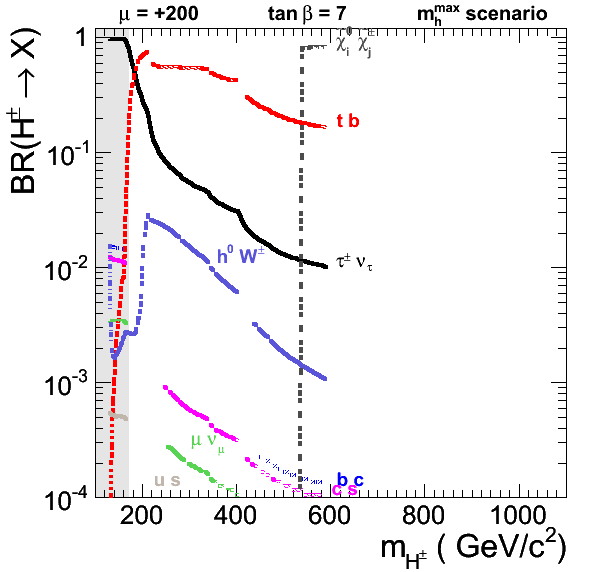 μ = +200 tan β = 7 m_h^max scenario
BR(H^± → X)
1
10^-1
10^-2
10^-3
10^-4
χ_i^0 χ_j^±
t b
h^0 W^±
τ^± ν_τ
μ ν_μ
u s
b c
c s
200 400 600 800 1000
m_H^± ( GeV/c^2)